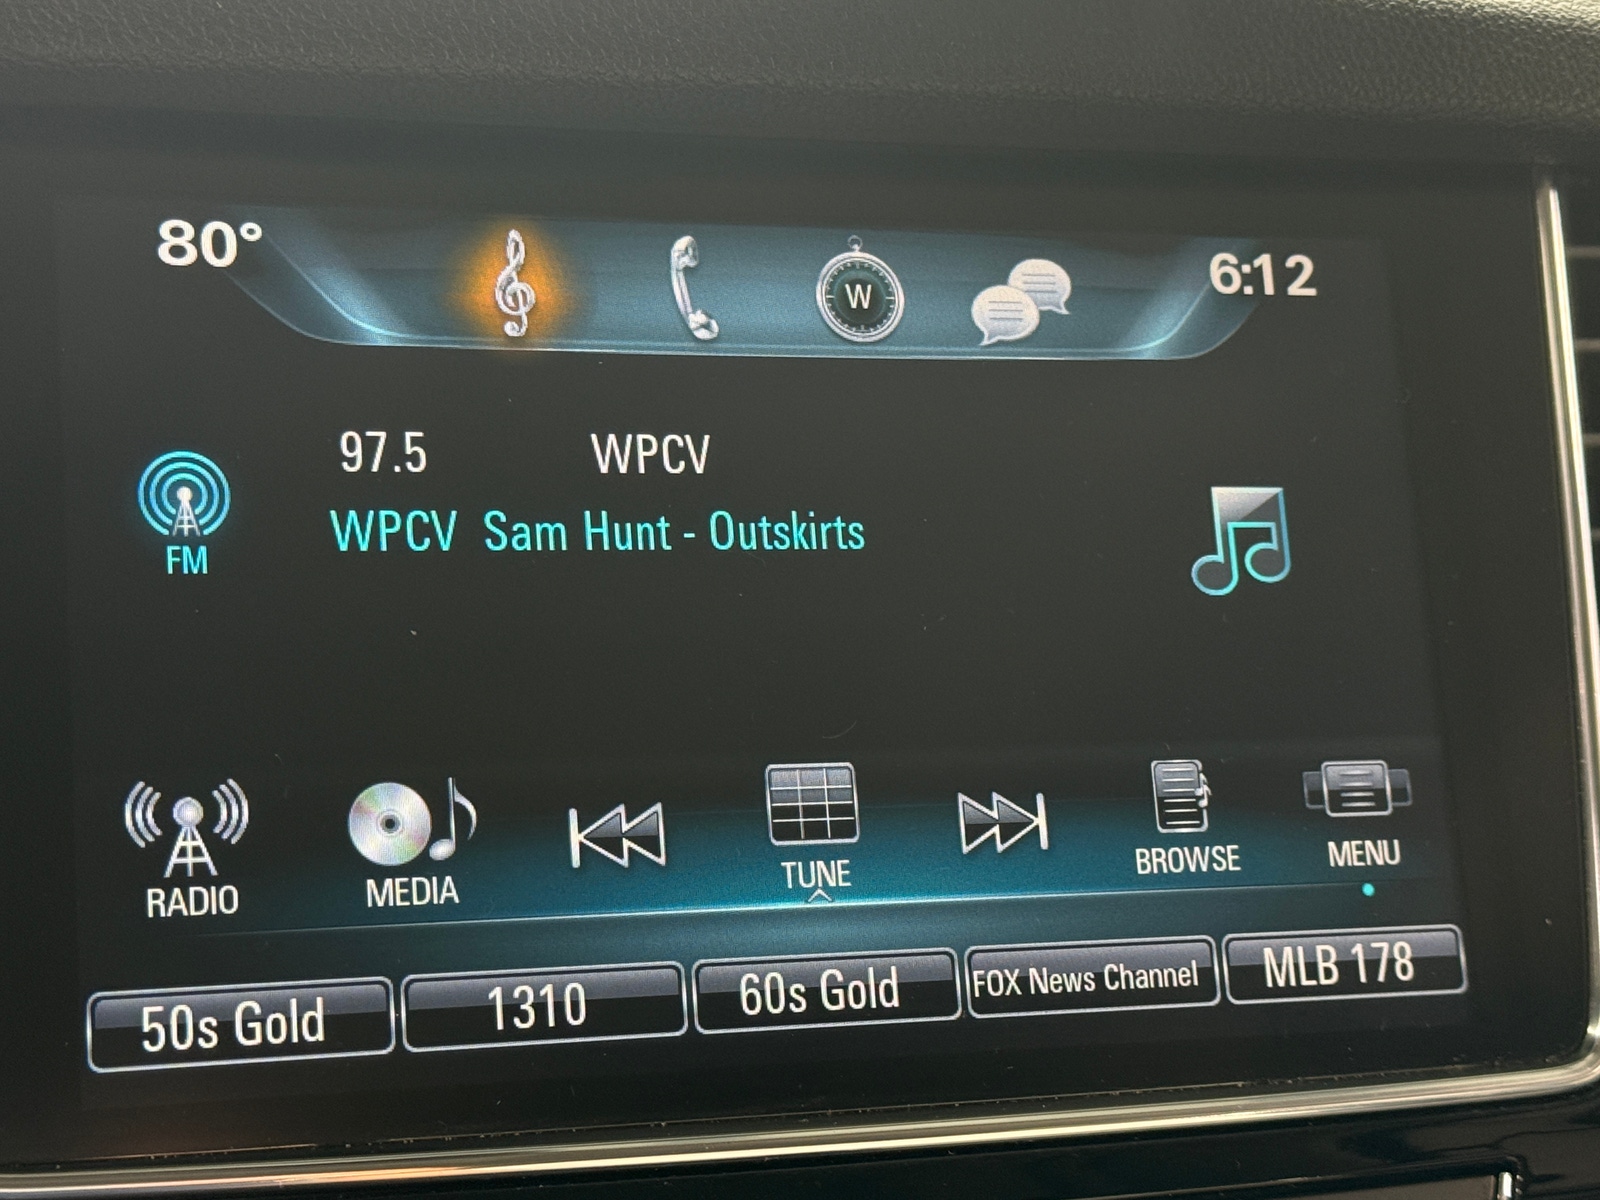 80° W 6:12
97.5 WPCV
FM
WPCV Sam Hunt - Outskirts
RADIO MEDIA TUNE BROWSE MENU
50s Gold 1310 60s Gold FOX News Channel MLB 178